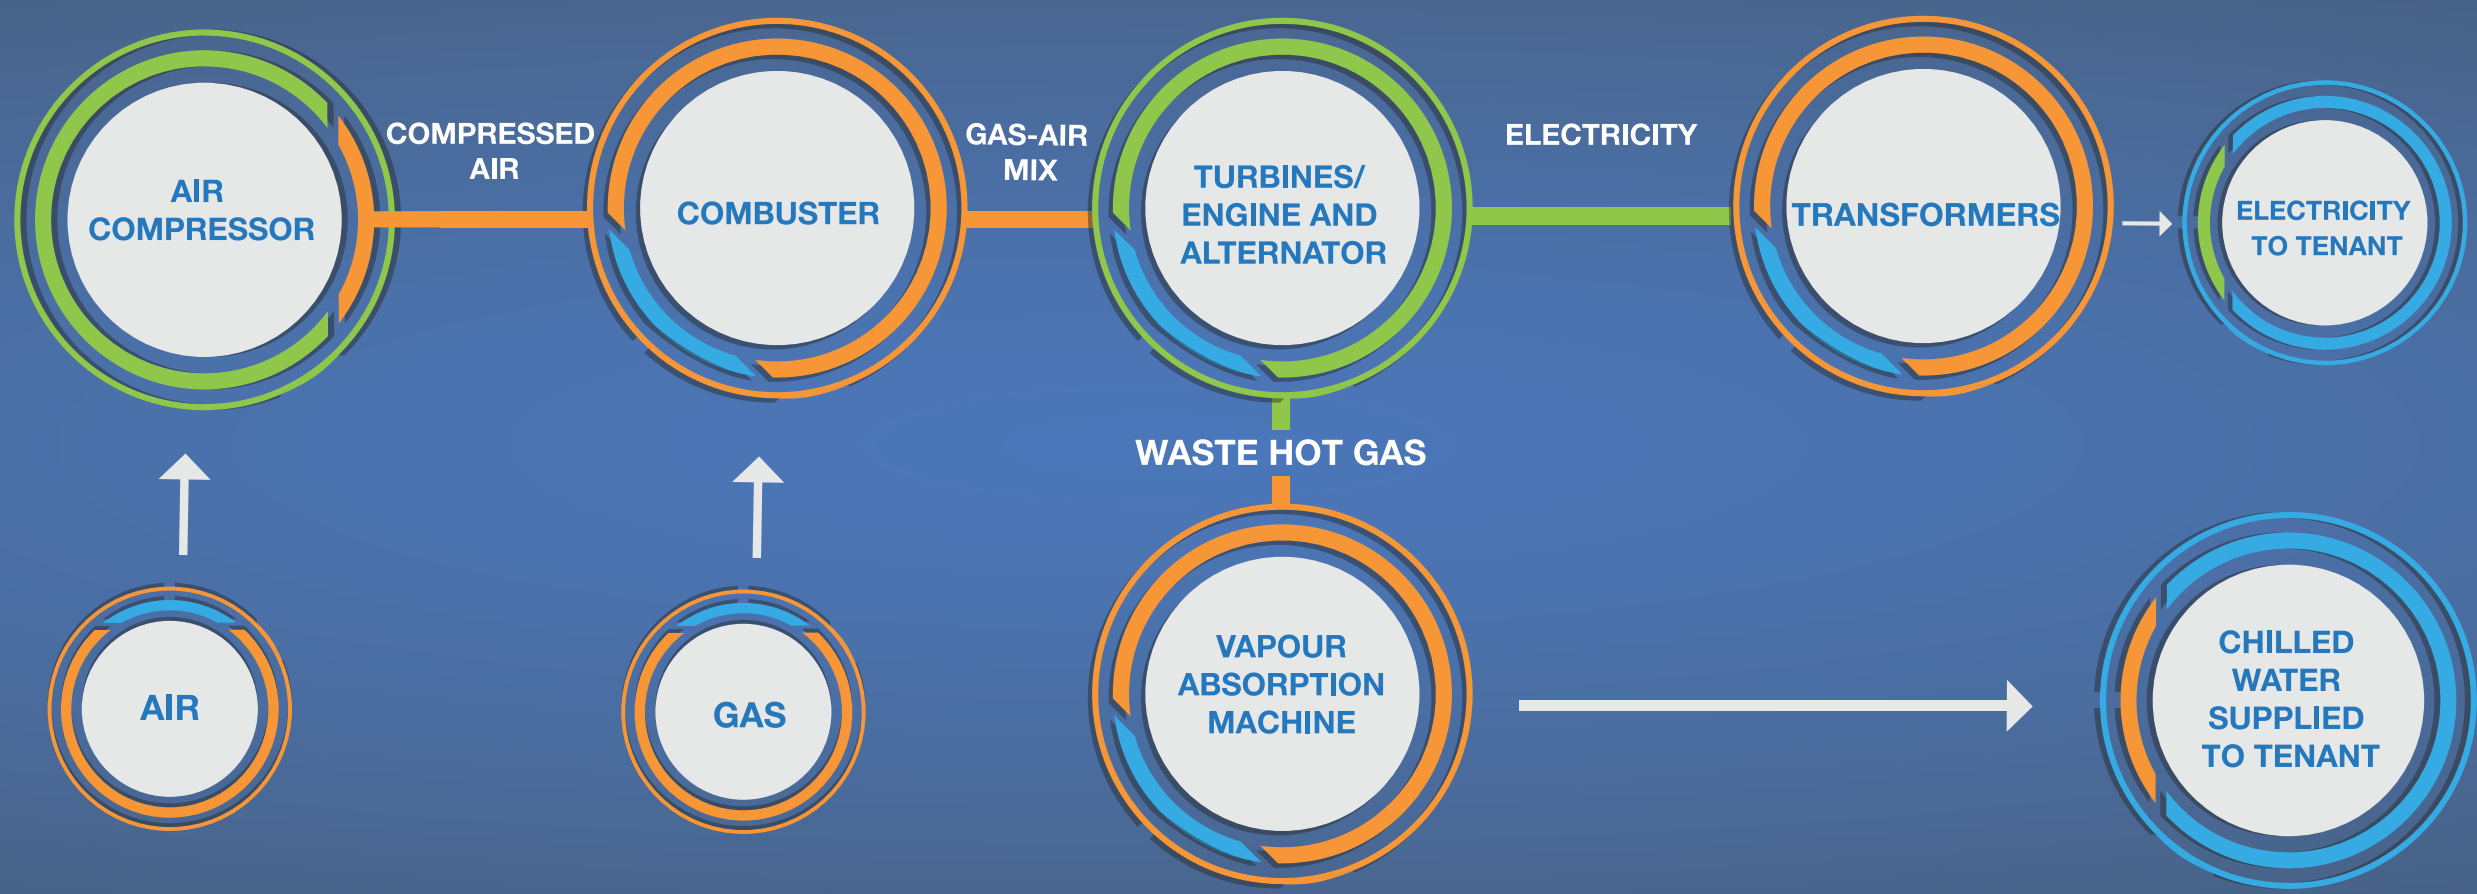 AIR
COMPRESSOR
COMPRESSED
AIR
COMBUSTER
GAS-AIR
MIX
TURBINES/
ENGINE AND
ALTERNATOR
ELECTRICITY
TRANSFORMERS
ELECTRICITY
TO TENANT
WASTE HOT GAS
AIR
GAS
VAPOUR
ABSORPTION
MACHINE
CHILLED
WATER
SUPPLIED
TO TENANT